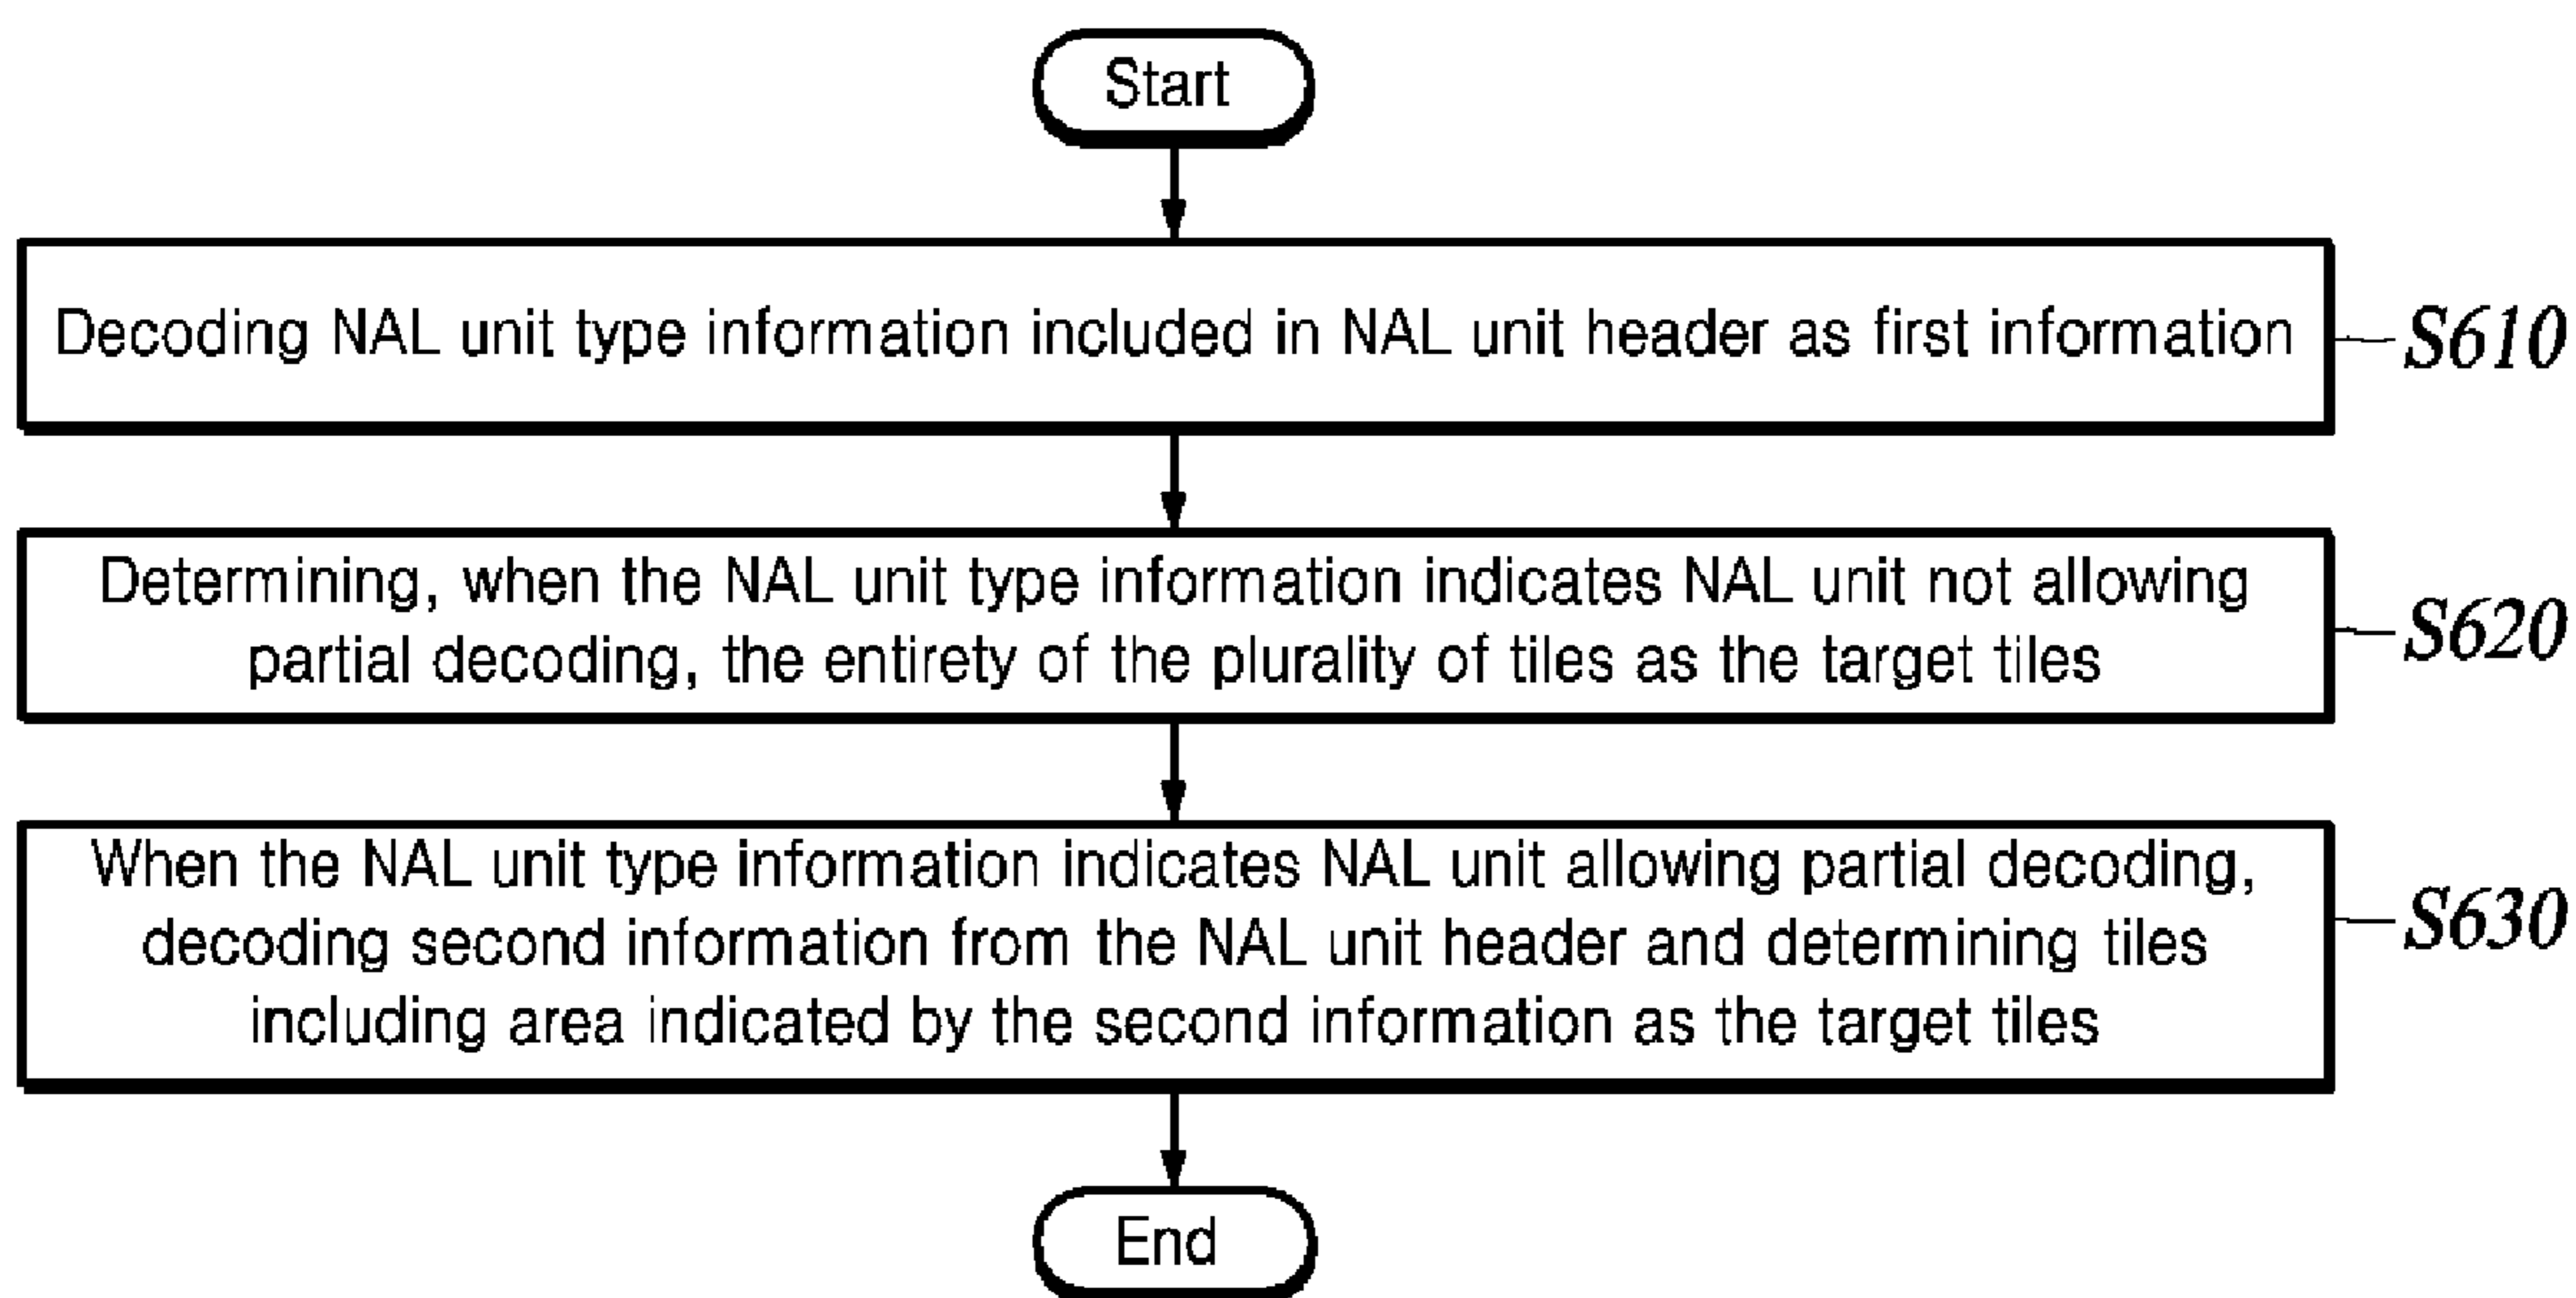 Start
Decoding NAL unit type information included in NAL unit header as first information
S610
Determining, when the NAL unit type information indicates NAL unit not allowing
partial decoding, the entirety of the plurality of tiles as the target tiles
S620
When the NAL unit type information indicates NAL unit allowing partial decoding,
decoding second information from the NAL unit header and determining tiles
including area indicated by the second information as the target tiles
S630
End